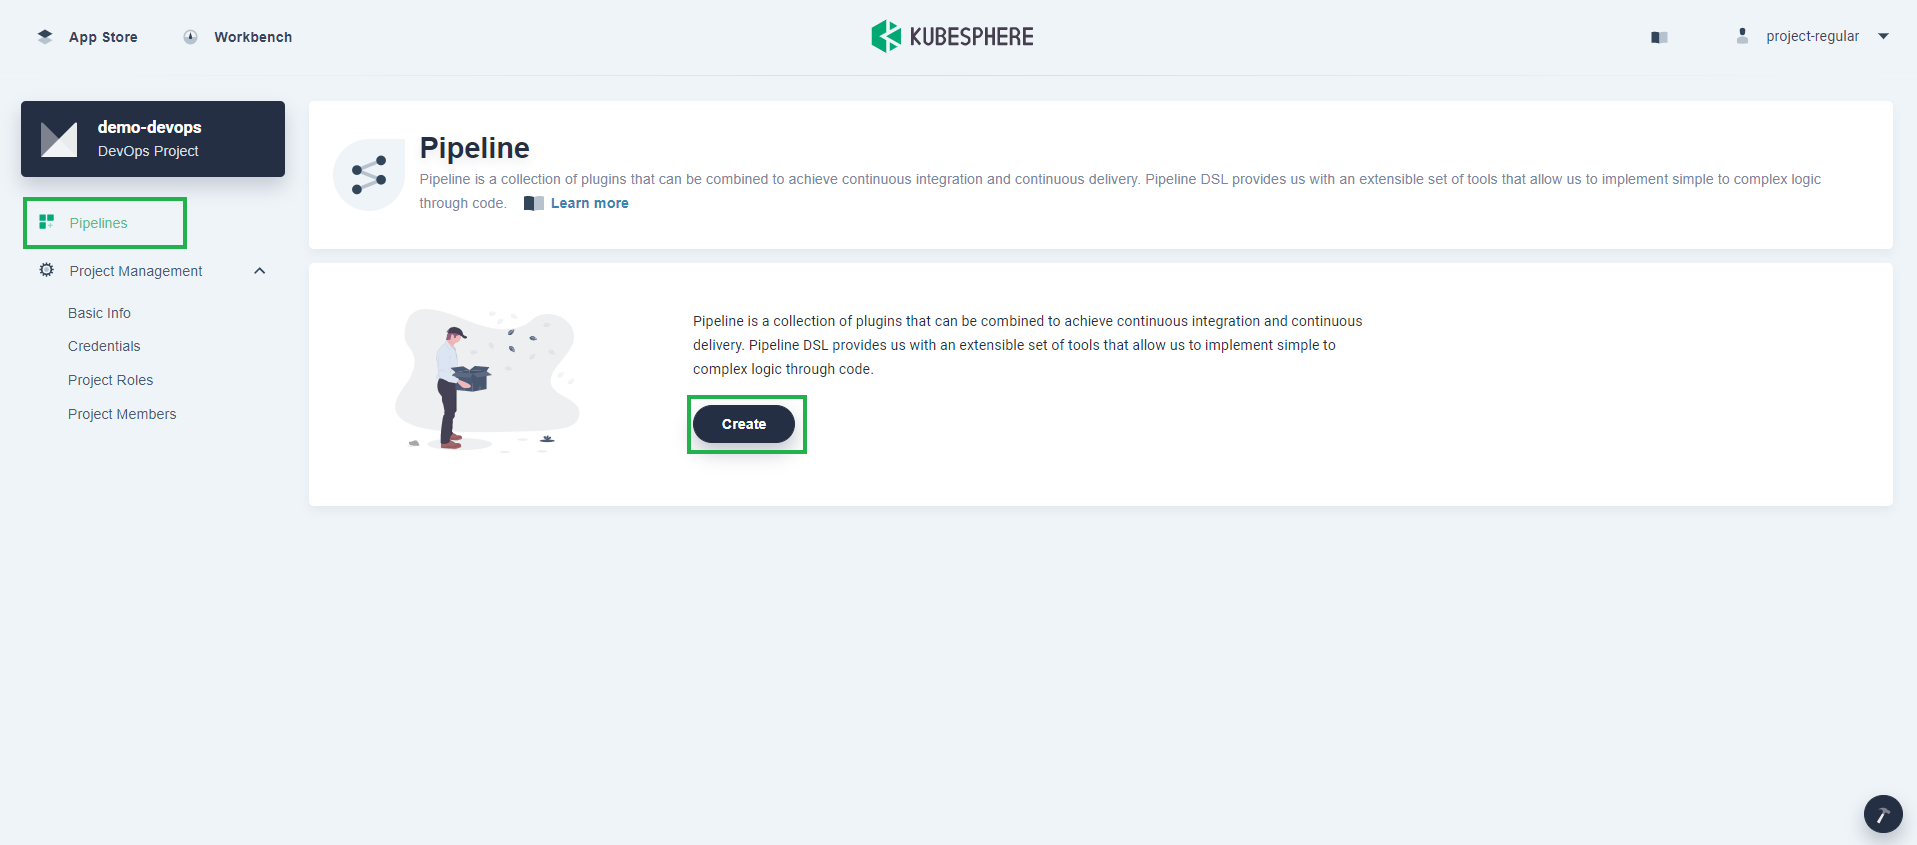 App Store
Workbench
KUBESPHERE
project-regular
demo-devops
DevOps Project
Pipelines
Project Management
Basic Info
Credentials
Project Roles
Project Members
Pipeline
Pipeline is a collection of plugins that can be combined to achieve continuous integration and continuous delivery. Pipeline DSL provides us with an extensible set of tools that allow us to implement simple to complex logic
through code. Learn more
Pipeline is a collection of plugins that can be combined to achieve continuous integration and continuous
delivery. Pipeline DSL provides us with an extensible set of tools that allow us to implement simple to
complex logic through code.
Create